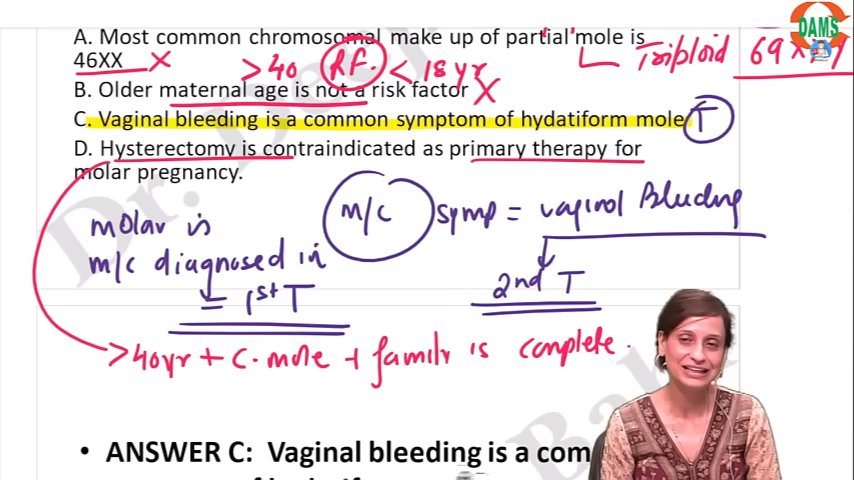 A. Most common chromosomal make up of partial mole is
46XX X
Triploid 69
>40 RF. < 18 yr
B. Older maternal age is not a risk factor X
C. Vaginal bleeding is a common symptom of hydatiform mole T
D. Hysterectomy is contraindicated as primary therapy for
molar pregnancy.
molar is
m/c diagnosed in
= 1st T
m/c symp = vaginal Bleeding
2nd T
>40yr + C. mole + family is complete.
• ANSWER C: Vaginal bleeding is a com
DAMS
Dr.